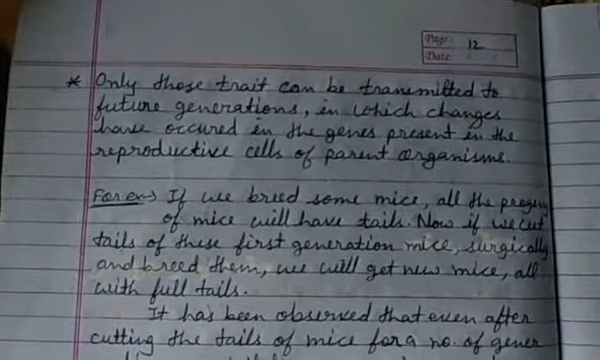 Page: 12
Date:
* Only those trait can be transmitted to
future generations, in which changes
have occured in the genes present in the
reproductive cells of parent organisms.
For ex→ If we breed some mice, all the progeny
of mice will have tails. Now if we cut
tails of these first generation mice, surgically
and breed them, we will get new mice, all
with full tails.
It has been observed that even after
cutting the tails of mice for a no. of gener